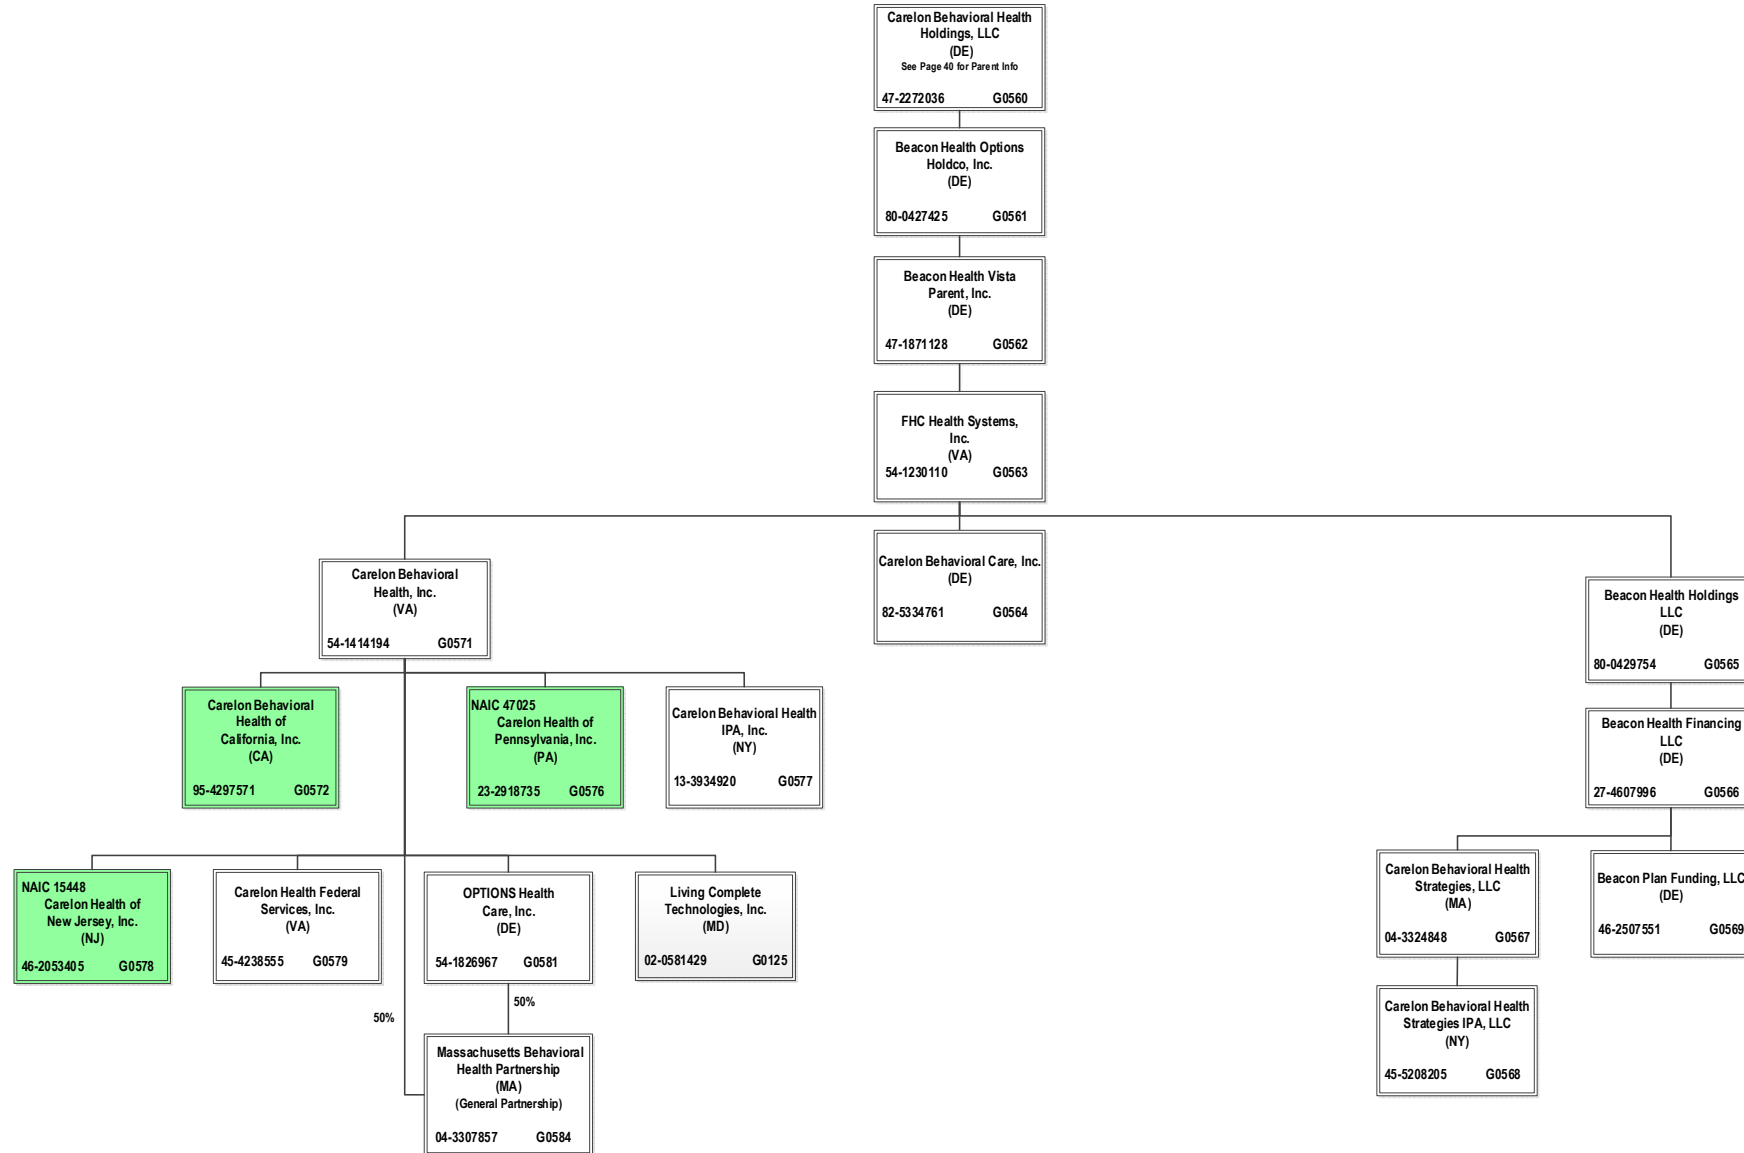 Carelon Behavioral Health
Holdings, LLC
(DE)
See Page 40 for Parent Info
47-2272036 G0560
Beacon Health Options
Holdco, Inc.
(DE)
80-0427425 G0561
Beacon Health Vista
Parent, Inc.
(DE)
47-1871128 G0562
FHC Health Systems,
Inc.
(VA)
54-1230110 G0563
Carelon Behavioral
Health, Inc.
(VA)
54-1414194 G0571
Carelon Behavioral Care, Inc.
(DE)
82-5334761 G0564
Beacon Health Holdings
LLC
(DE)
80-0429754 G0565
Carelon Behavioral
Health of
California, Inc.
(CA)
95-4297571 G0572
NAIC 47025
Carelon Health of
Pennsylvania, Inc.
(PA)
23-2918735 G0576
Carelon Behavioral Health
IPA, Inc.
(NY)
13-3934920 G0577
Beacon Health Financing
LLC
(DE)
27-4607996 G0566
NAIC 15448
Carelon Health of
New Jersey, Inc.
(NJ)
46-2053405 G0578
Carelon Health Federal
Services, Inc.
(VA)
45-4238555 G0579
OPTIONS Health
Care, Inc.
(DE)
54-1826967 G0581
Living Complete
Technologies, Inc.
(MD)
02-0581429 G0125
Carelon Behavioral Health
Strategies, LLC
(MA)
04-3324848 G0567
Beacon Plan Funding, LLC
(DE)
46-2507551 G0569
50%
50%
Massachusetts Behavioral
Health Partnership
(MA)
(General Partnership)
04-3307857 G0584
Carelon Behavioral Health
Strategies IPA, LLC
(NY)
45-5208205 G0568